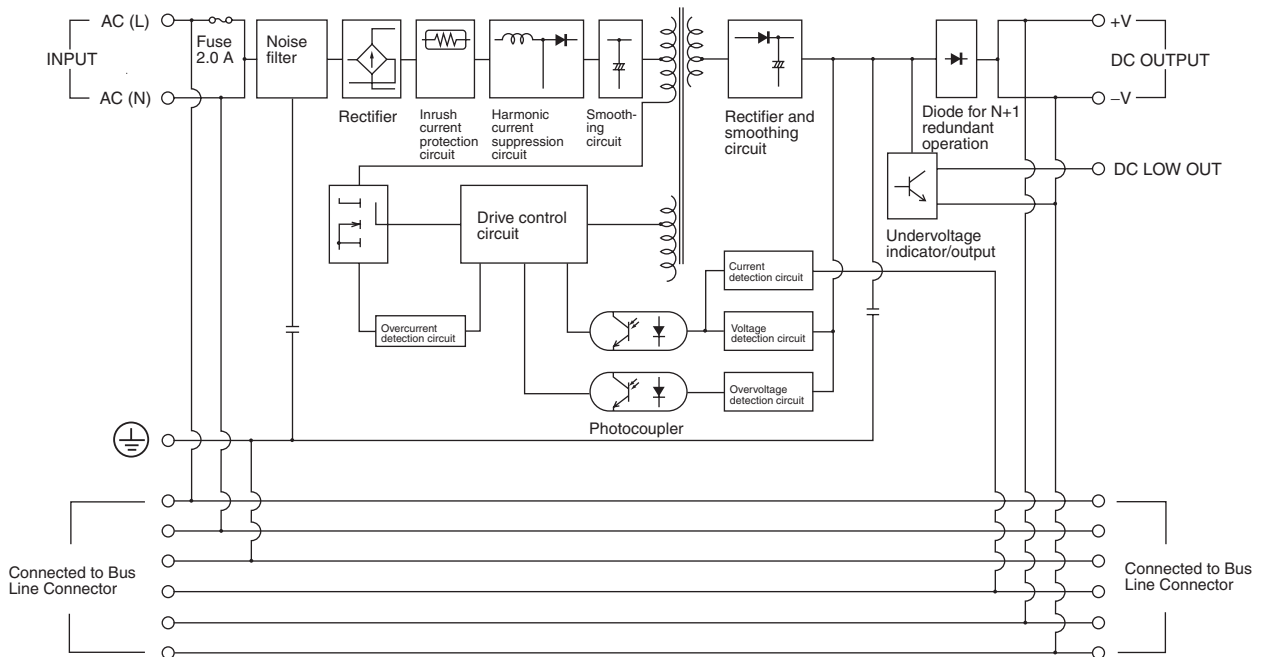 AC (L)
INPUT
AC (N)
Fuse
2.0 A
Noise
filter
Rectifier
Inrush
current
protection
circuit
Harmonic
current
suppression
circuit
Smooth-
ing
circuit
Rectifier and
smoothing
circuit
Diode for N+1
redundant
operation
+V
DC OUTPUT
–V
DC LOW OUT
Undervoltage
indicator/output
Drive control
circuit
Overcurrent
detection circuit
Current
detection circuit
Voltage
detection circuit
Overvoltage
detection circuit
Photocoupler
Connected to Bus
Line Connector
Connected to Bus
Line Connector